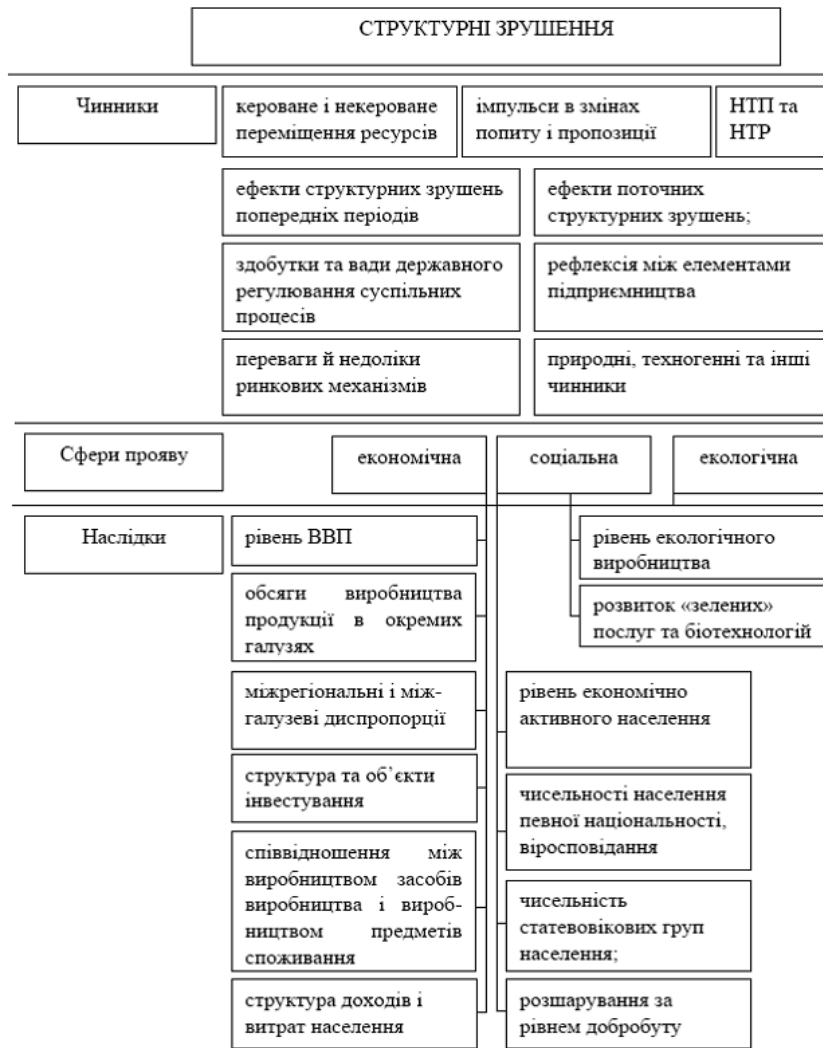 СТРУКТУРНІ ЗРУШЕННЯ
Чинники
кероване і некероване
переміщення ресурсів
імпульси в змінах
попиту і пропозиції
НТП та
НТР
ефекти структурних зрушень
попередніх періодів
ефекти поточних
структурних зрушень;
здобутки та вади державного
регулювання суспільних
процесів
рефлексія між елементами
підприємництва
переваги й недоліки
ринкових механізмів
природні, техногенні та інші
чинники
Сфери прояву
економічна
соціальна
екологічна
Наслідки
рівень ВВП
обсяги виробництва
продукції в окремих
галузях
міжрегіональні і між-
галузеві диспропорції
структура та об’єкти
інвестування
співвідношення між
виробництвом засобів
виробництва і вироб-
ництвом предметів
споживання
структура доходів і
витрат населення
рівень екологічного
виробництва
розвиток «зелених»
послуг та біотехнологій
рівень економічно
активного населення
чисельності населення
певної національності,
віросповідання
чисельність
статевовікових груп
населення;
розшарування за
рівнем добробуту